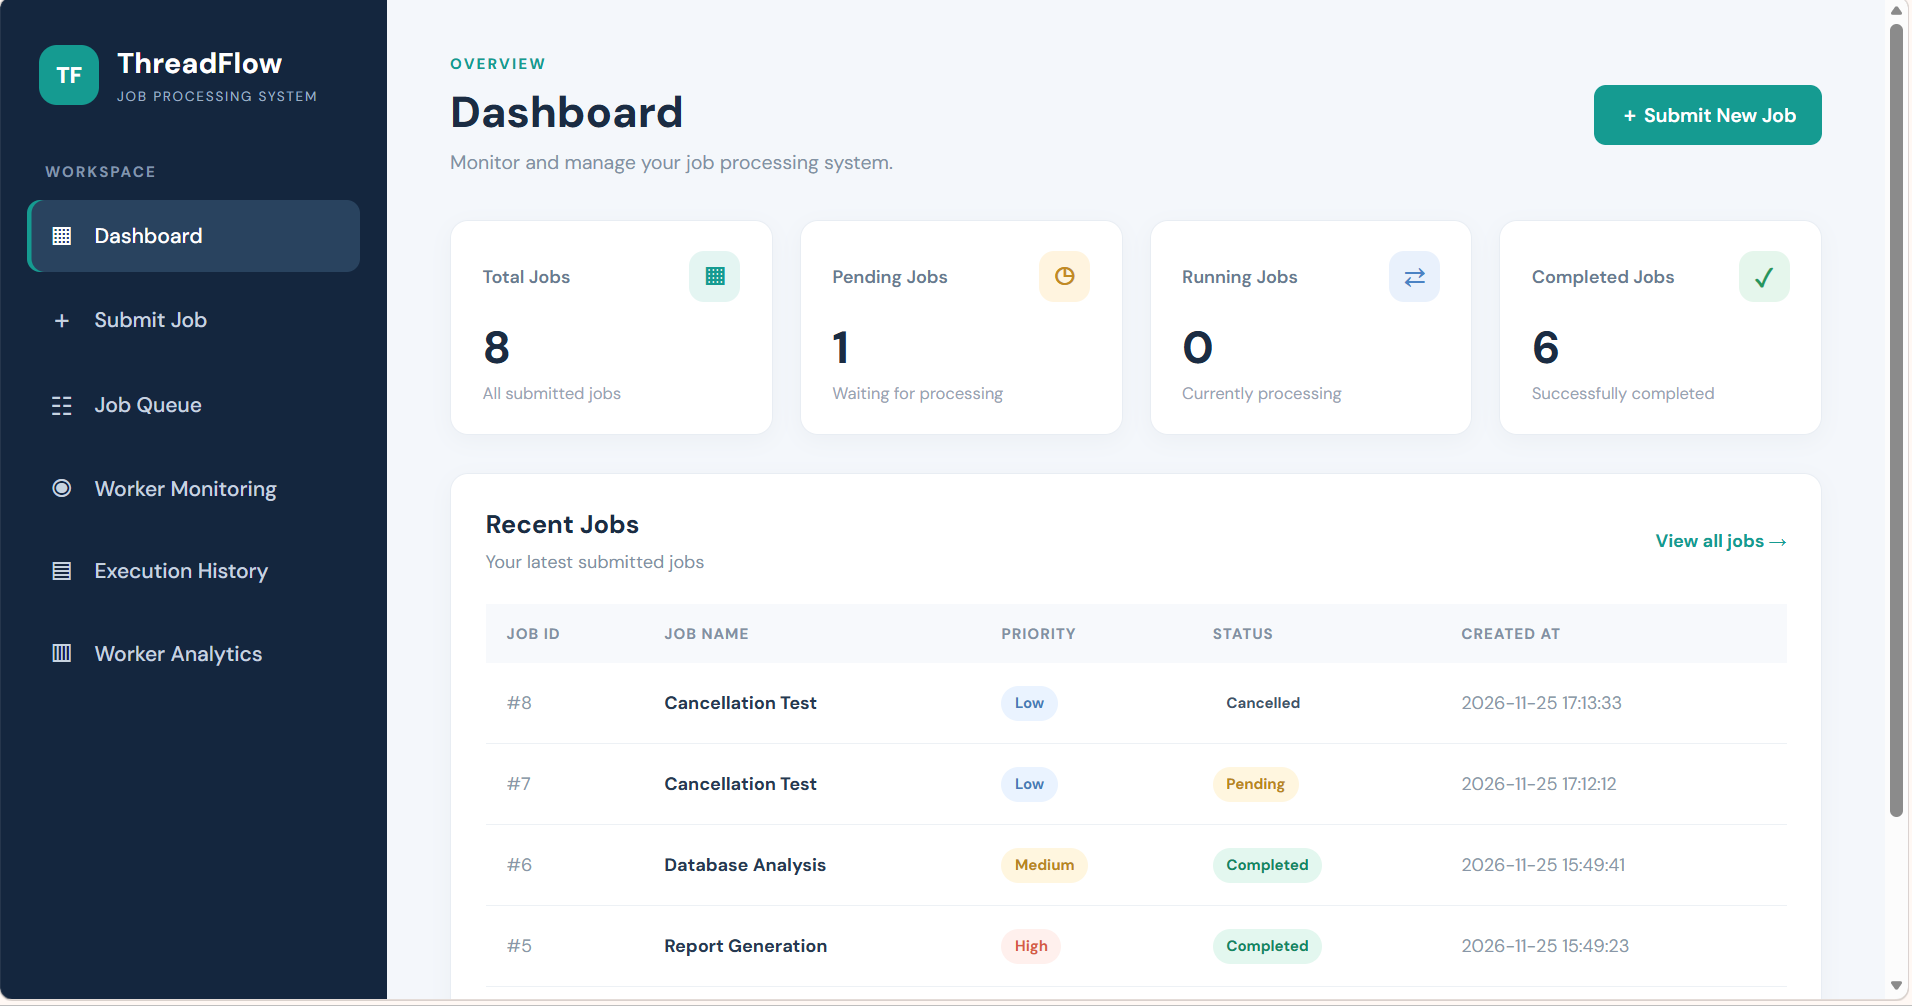 TF
ThreadFlow
JOB PROCESSING SYSTEM
WORKSPACE
Dashboard
Submit Job
Job Queue
Worker Monitoring
Execution History
Worker Analytics
OVERVIEW
Dashboard
Monitor and manage your job processing system.
+ Submit New Job
Total Jobs
8
All submitted jobs
Pending Jobs
1
Waiting for processing
Running Jobs
0
Currently processing
Completed Jobs
6
Successfully completed
Recent Jobs
Your latest submitted jobs
View all jobs →
JOB ID JOB NAME PRIORITY STATUS CREATED AT
#8 Cancellation Test Low Cancelled 2026-11-25 17:13:33
#7 Cancellation Test Low Pending 2026-11-25 17:12:12
#6 Database Analysis Medium Completed 2026-11-25 15:49:41
#5 Report Generation High Completed 2026-11-25 15:49:23